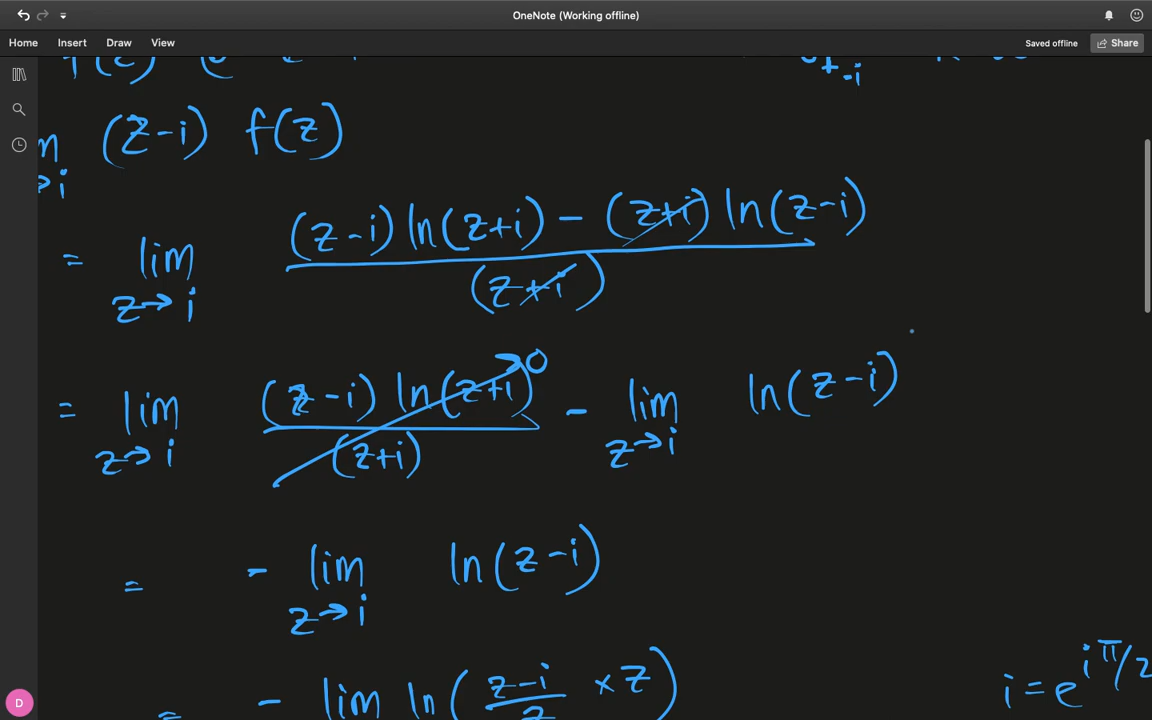 OneNote (Working offline)
Home Insert Draw View
Saved offline Share
f(z)
-i
(z-i) f(z)
→ i
= lim z→i ((z-i) ln(z+i) - (z+i) ln(z-i)) / (z+i)
= lim z→i (z-i) ln(z+i) / (z+i) → 0 - lim z→i ln(z-i)
= - lim z→i ln(z-i)
= - lim ln( (z-i)/z × z )
i = e^(iπ/2)
D